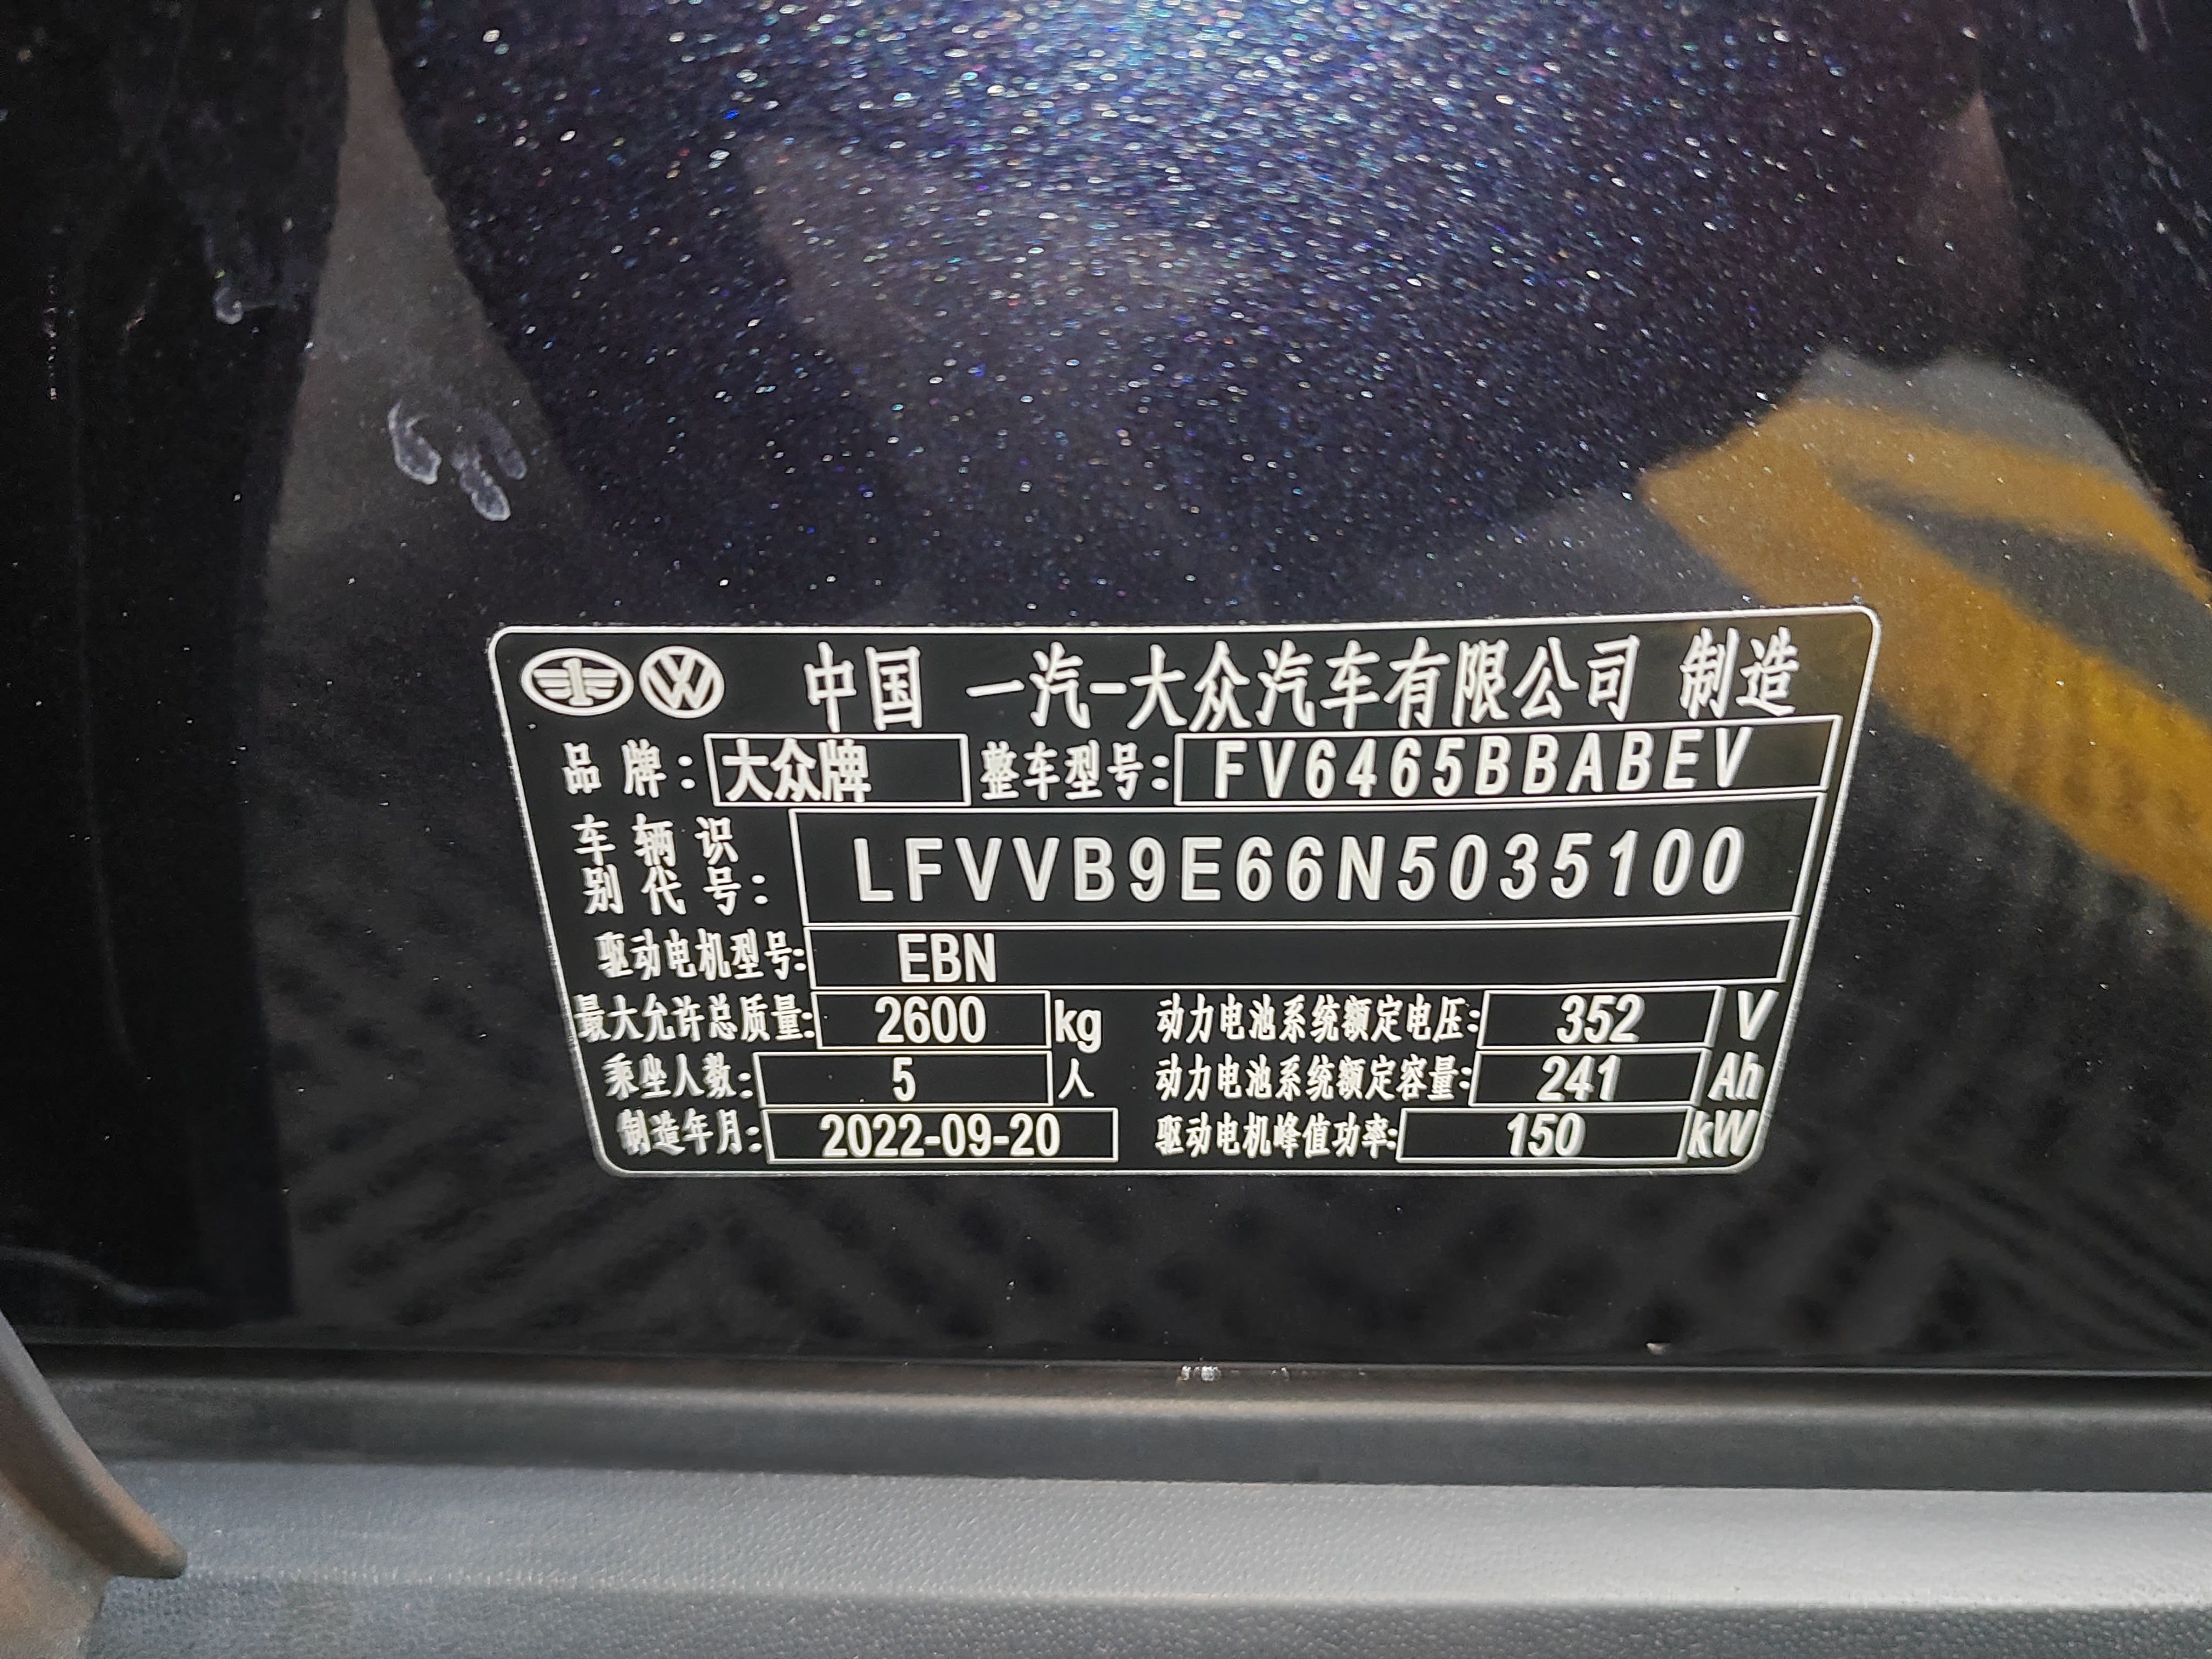 中国 一汽-大众汽车有限公司 制造
品牌: 大众牌 整车型号: FV6465BBABEV
车辆识别代号: LFVVB9E66N5035100
驱动电机型号: EBN
最大允许总质量: 2600 kg 动力电池系统额定电压: 352 V
乘坐人数: 5 人 动力电池系统额定容量: 241 Ah
制造年月: 2022-09-20 驱动电机峰值功率: 150 kW